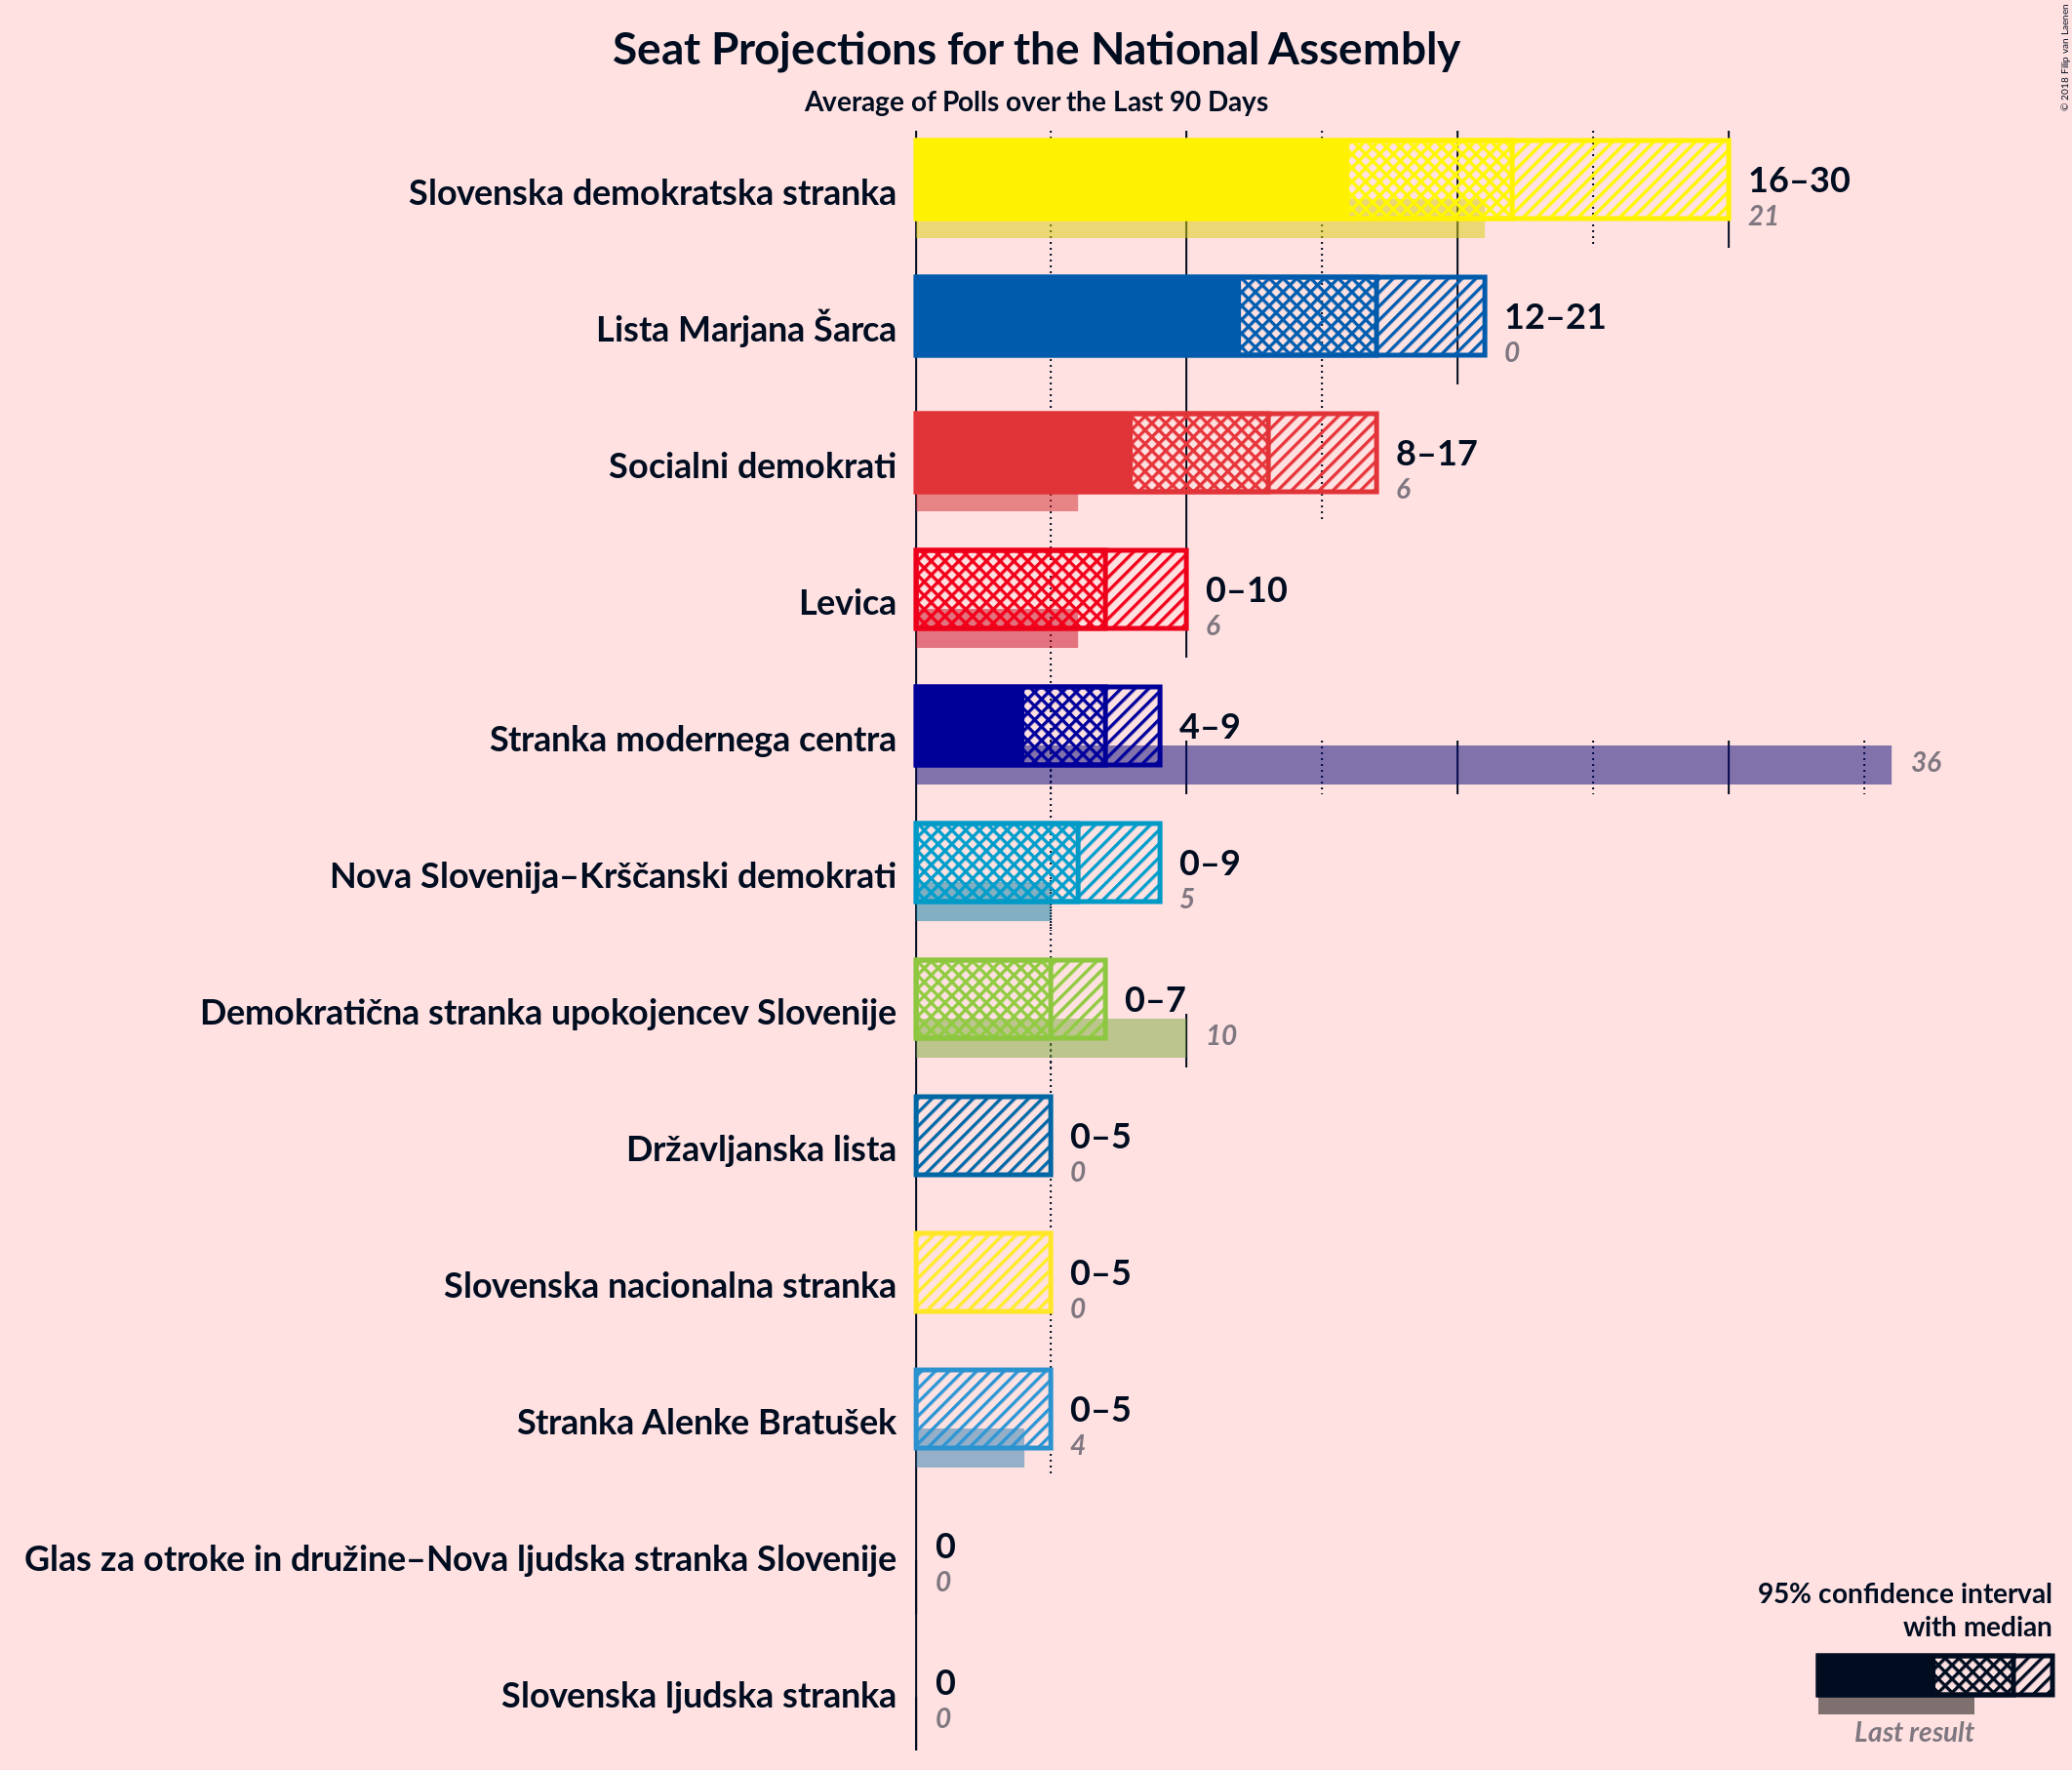 Seat Projections for the National Assembly
Average of Polls over the Last 90 Days
© 2018 Filip van Laenen
Slovenska demokratska stranka
16–30
21
Lista Marjana Šarca
12–21
0
Socialni demokrati
8–17
6
Levica
0–10
6
Stranka modernega centra
4–9
36
Nova Slovenija–Krščanski demokrati
0–9
5
Demokratična stranka upokojencev Slovenije
0–7
10
Državljanska lista
0–5
0
Slovenska nacionalna stranka
0–5
0
Stranka Alenke Bratušek
0–5
4
Glas za otroke in družine–Nova ljudska stranka Slovenije
0
0
Slovenska ljudska stranka
0
0
95% confidence interval
with median
Last result